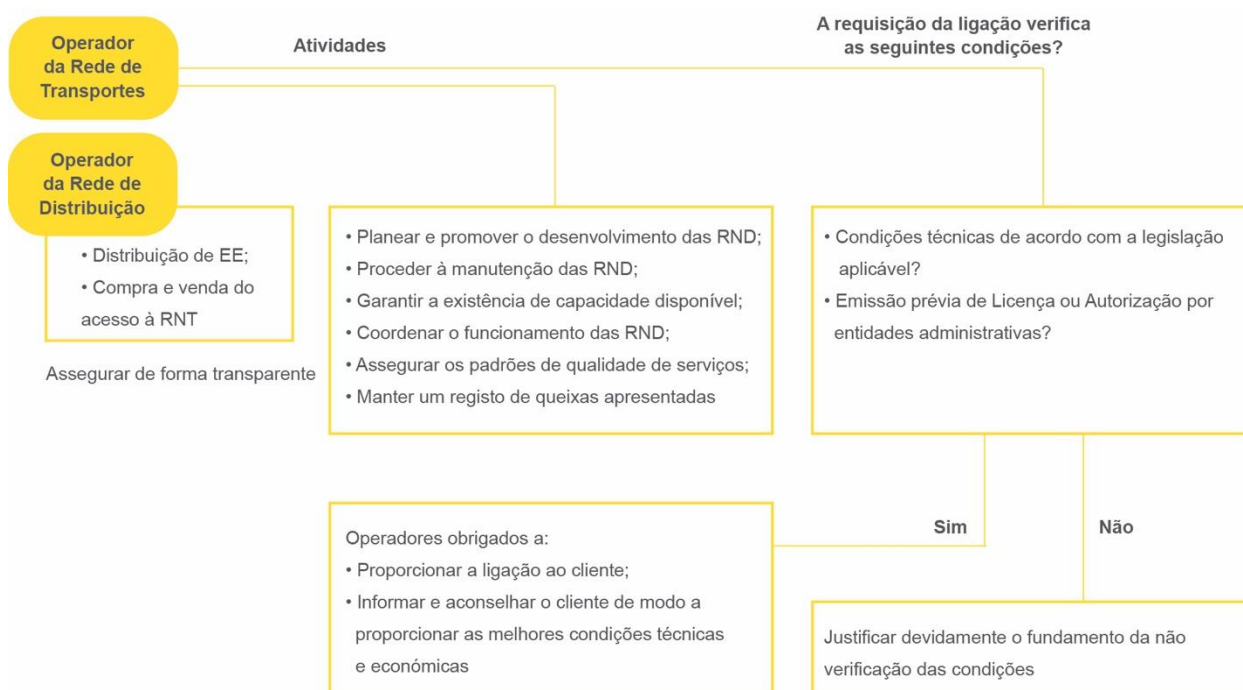 Operador
da Rede de
Transportes
Atividades
A requisição da ligação verifica
as seguintes condições?
Operador
da Rede de
Distribuição
• Distribuição de EE;
• Compra e venda do
acesso à RNT
Assegurar de forma transparente
• Planear e promover o desenvolvimento das RND;
• Proceder à manutenção das RND;
• Garantir a existência de capacidade disponível;
• Coordenar o funcionamento das RND;
• Assegurar os padrões de qualidade de serviços;
• Manter um registo de queixas apresentadas
• Condições técnicas de acordo com a legislação
aplicável?
• Emissão prévia de Licença ou Autorização por
entidades administrativas?
Sim
Não
Operadores obrigados a:
• Proporcionar a ligação ao cliente;
• Informar e aconselhar o cliente de modo a
proporcionar as melhores condições técnicas
e económicas
Justificar devidamente o fundamento da não
verificação das condições